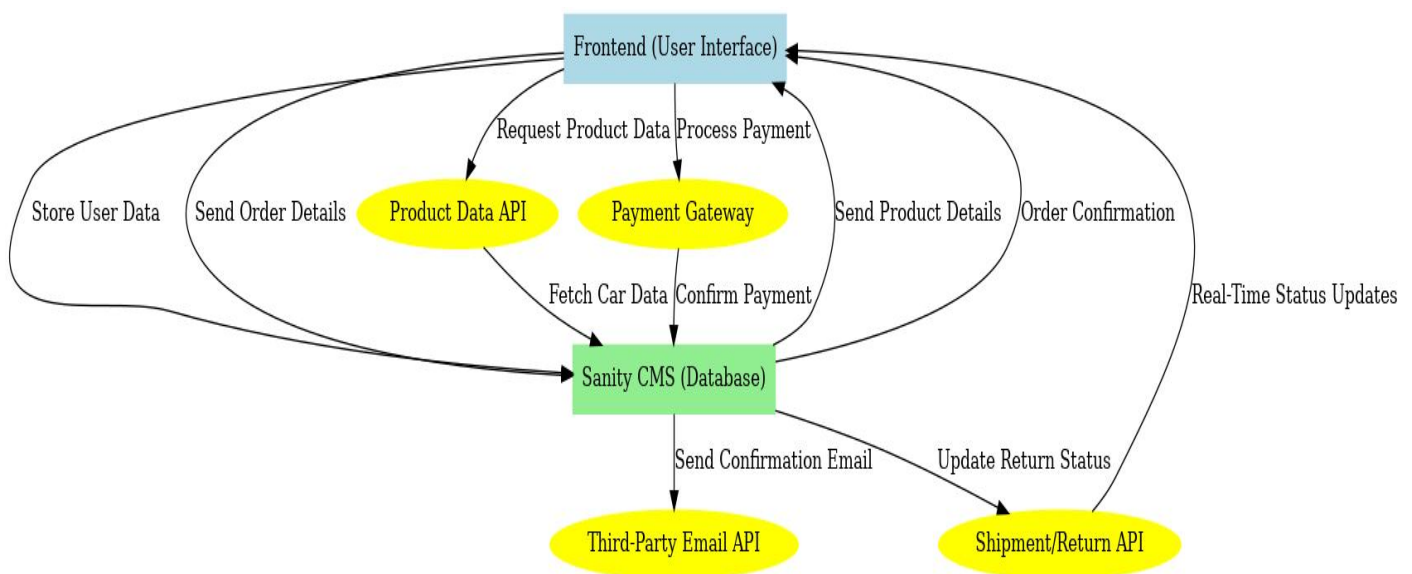 Frontend (User Interface)
Request Product Data
Process Payment
Store User Data
Send Order Details
Product Data API
Payment Gateway
Send Product Details
Order Confirmation
Fetch Car Data
Confirm Payment
Real-Time Status Updates
Sanity CMS (Database)
Send Confirmation Email
Update Return Status
Third-Party Email API
Shipment/Return API